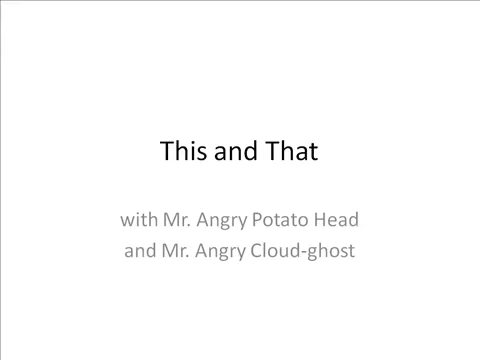 This and That
with Mr. Angry Potato Head
and Mr. Angry Cloud-ghost